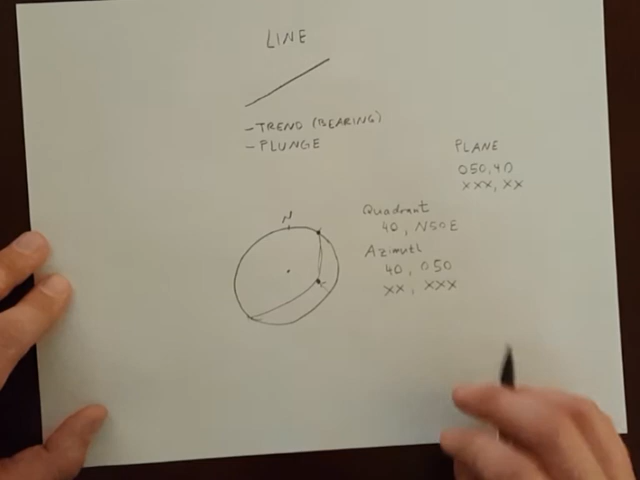 LINE
- TREND (BEARING)
- PLUNGE
PLANE
050,40
XXX, XX
N
Quadrant
40, N50E
Azimuth
40, 050
XX, XXX